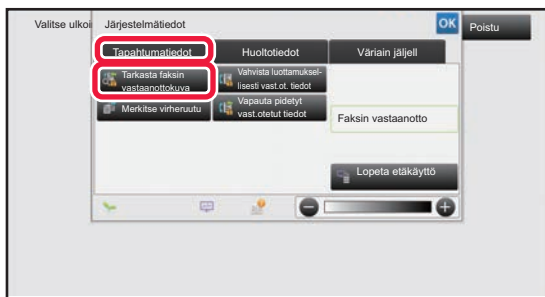 Valitse ulkoi
Järjestelmätiedot
OK
Poistu
Tapahtumatiedot
Huoltotiedot
Väriain jäljell
Tarkasta faksin
vastaanottokuva
Vahvista luottamuksel-
lisesti vast.ot. tiedot
Merkitse virheruutu
Vapauta pidetyt
vast.otetut tiedot
Faksin vastaanotto
Lopeta etäkäyttö